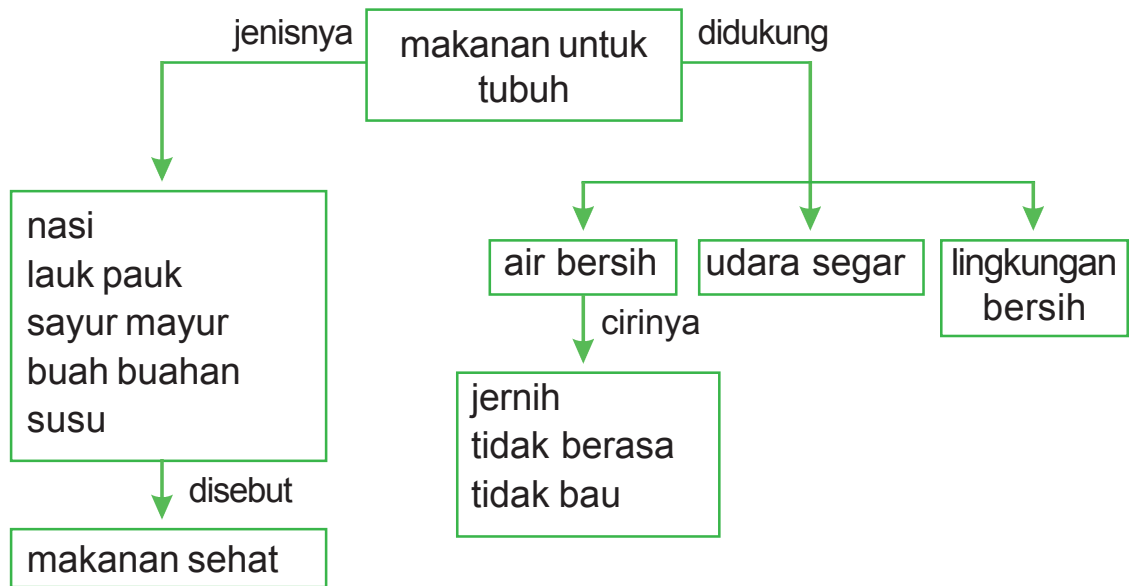 jenisnya
makanan untuk
tubuh
didukung
nasi
lauk pauk
sayur mayur
buah buahan
susu
disebut
makanan sehat
air bersih
udara segar
lingkungan
bersih
cirinya
jernih
tidak berasa
tidak bau